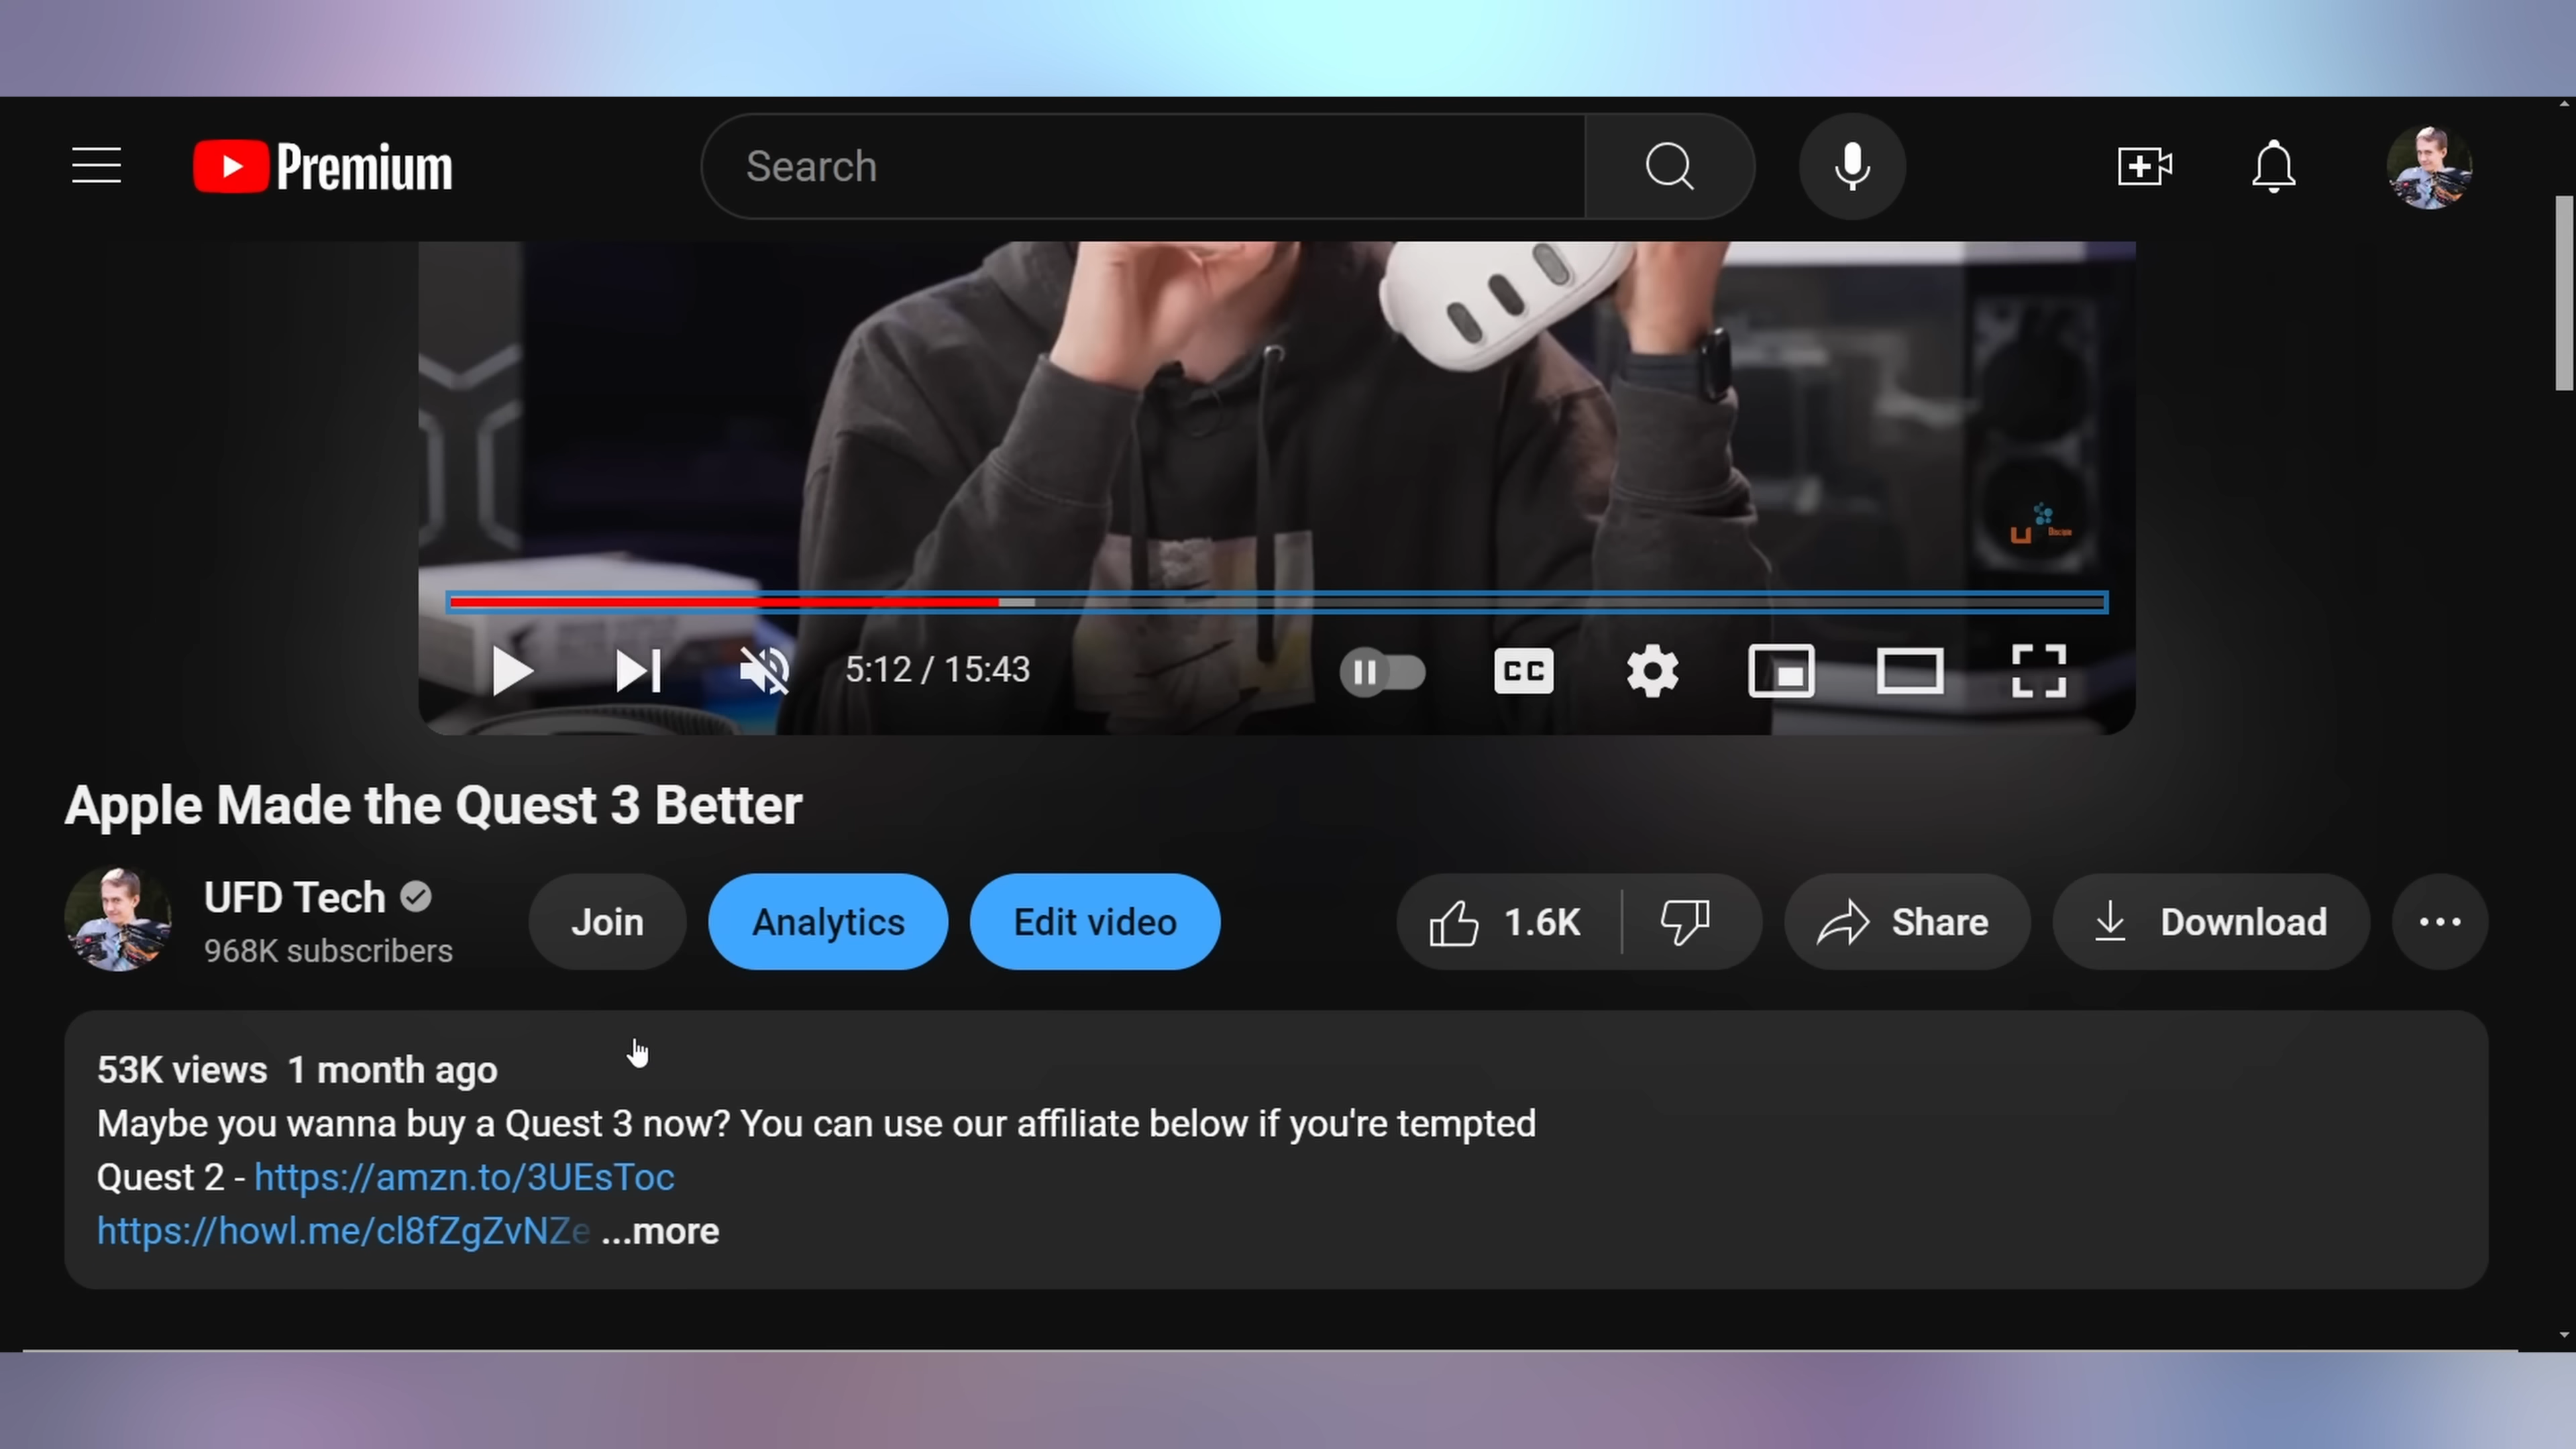 Premium
Search
5:12 / 15:43
CC
Apple Made the Quest 3 Better
UFD Tech
968K subscribers
Join
Analytics
Edit video
1.6K
Share
Download
53K views 1 month ago
Maybe you wanna buy a Quest 3 now? You can use our affiliate below if you're tempted
Quest 2 - https://amzn.to/3UEsToc
https://howl.me/cl8fZgZvNZe ...more